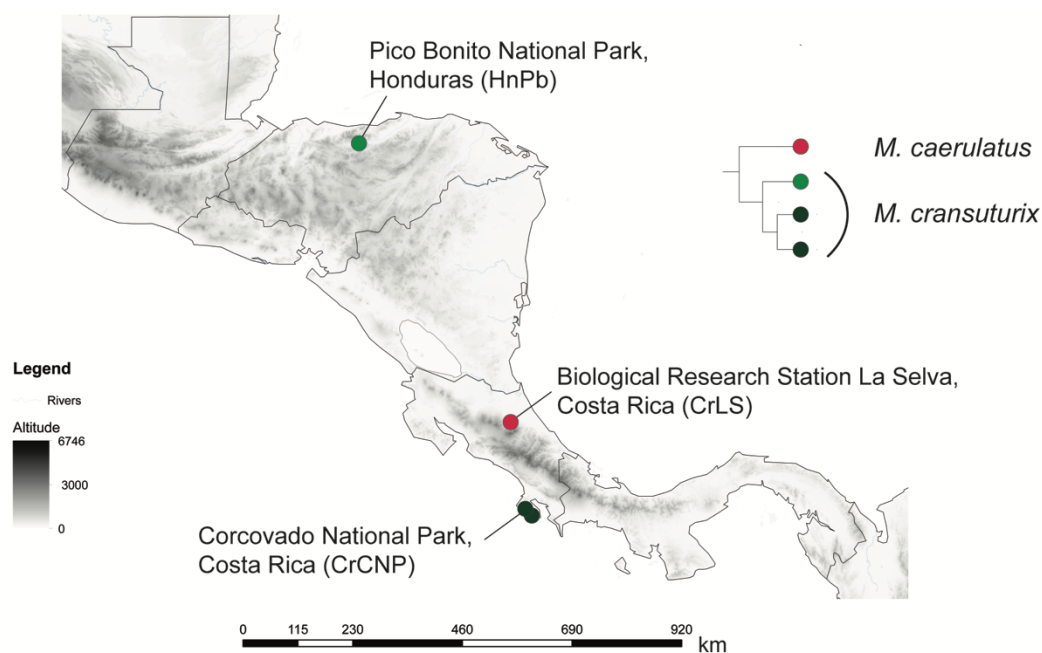 Pico Bonito National Park,
Honduras (HnPb)
M. caerulatus
M. cransuturix
Biological Research Station La Selva,
Costa Rica (CrLS)
Legend
Rivers
Altitude
6746
3000
0
Corcovado National Park,
Costa Rica (CrCNP)
0 115 230 460 690 920 km